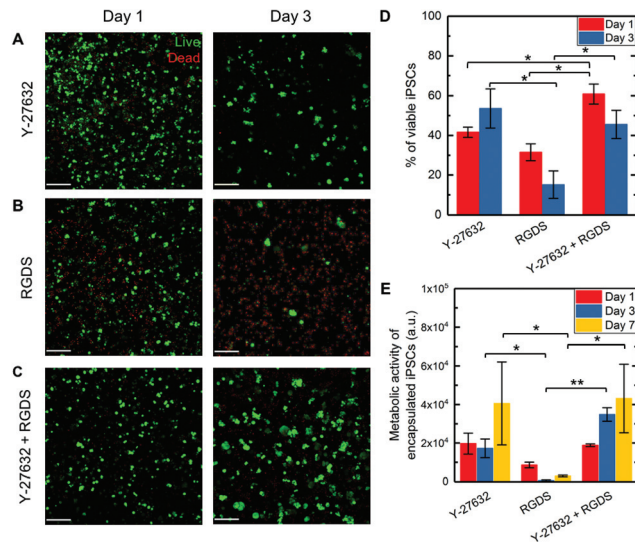 Day 1
Day 3
A
Y-27632
Live
Dead
B
RGDS
C
Y-27632 + RGDS
D
% of viable iPSCs
100
80
60
40
20
0
Day 1
Day 3
*
*
*
*
Y-27632
RGDS
Y-27632 + RGDS
E
Metabolic activity of
encapsulated iPSCs (a.u.)
1x10⁵
8x10⁴
6x10⁴
4x10⁴
2x10⁴
0
Day 1
Day 3
Day 7
*
*
*
**
Y-27632
RGDS
Y-27632 + RGDS